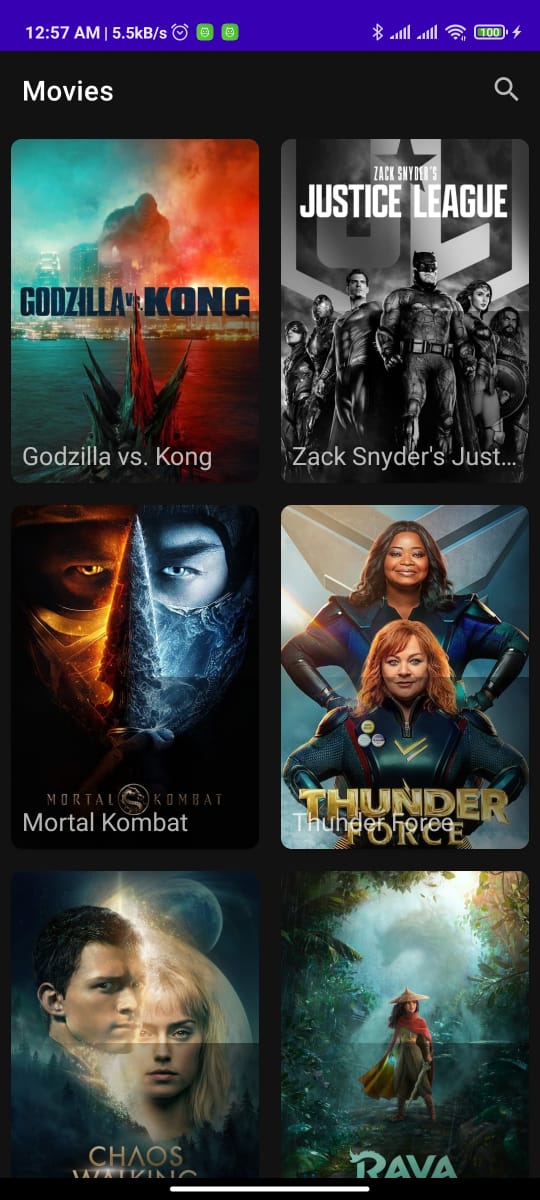 12:57 AM | 5.5kB/s
100
Movies
GODZILLA vs. KONG
Godzilla vs. Kong
ZACK SNYDER'S
JUSTICE LEAGUE
Zack Snyder's Just...
MORTAL KOMBAT
Mortal Kombat
THUNDER
FORCE
Thunder Force
CHAOS
WALKING
RAYA